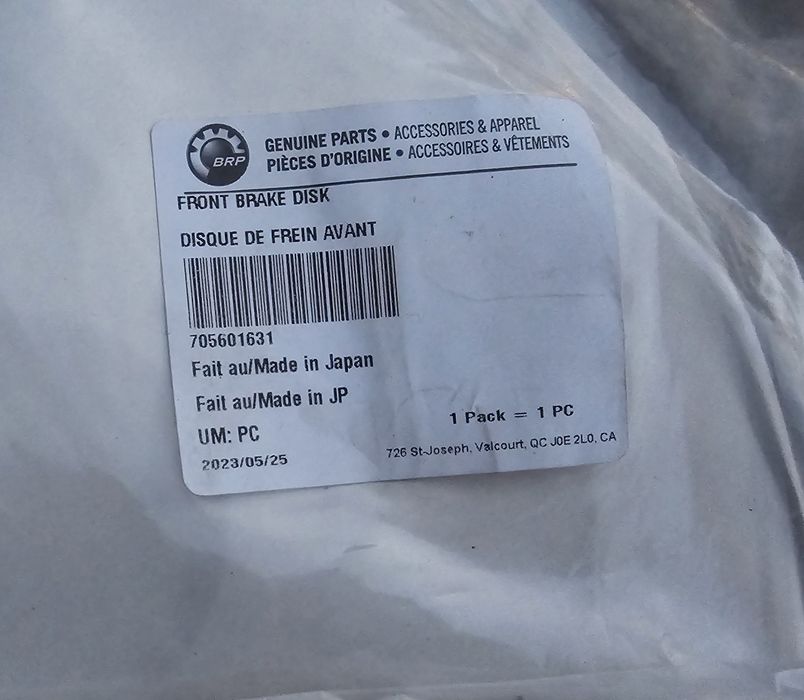 BRP
GENUINE PARTS • ACCESSORIES & APPAREL
PIÈCES D'ORIGINE • ACCESSOIRES & VÊTEMENTS
FRONT BRAKE DISK
DISQUE DE FREIN AVANT
705601631
Fait au/Made in Japan
Fait au/Made in JP
UM: PC
1 Pack = 1 PC
2023/05/25
726 St-Joseph, Valcourt, QC J0E 2L0, CA